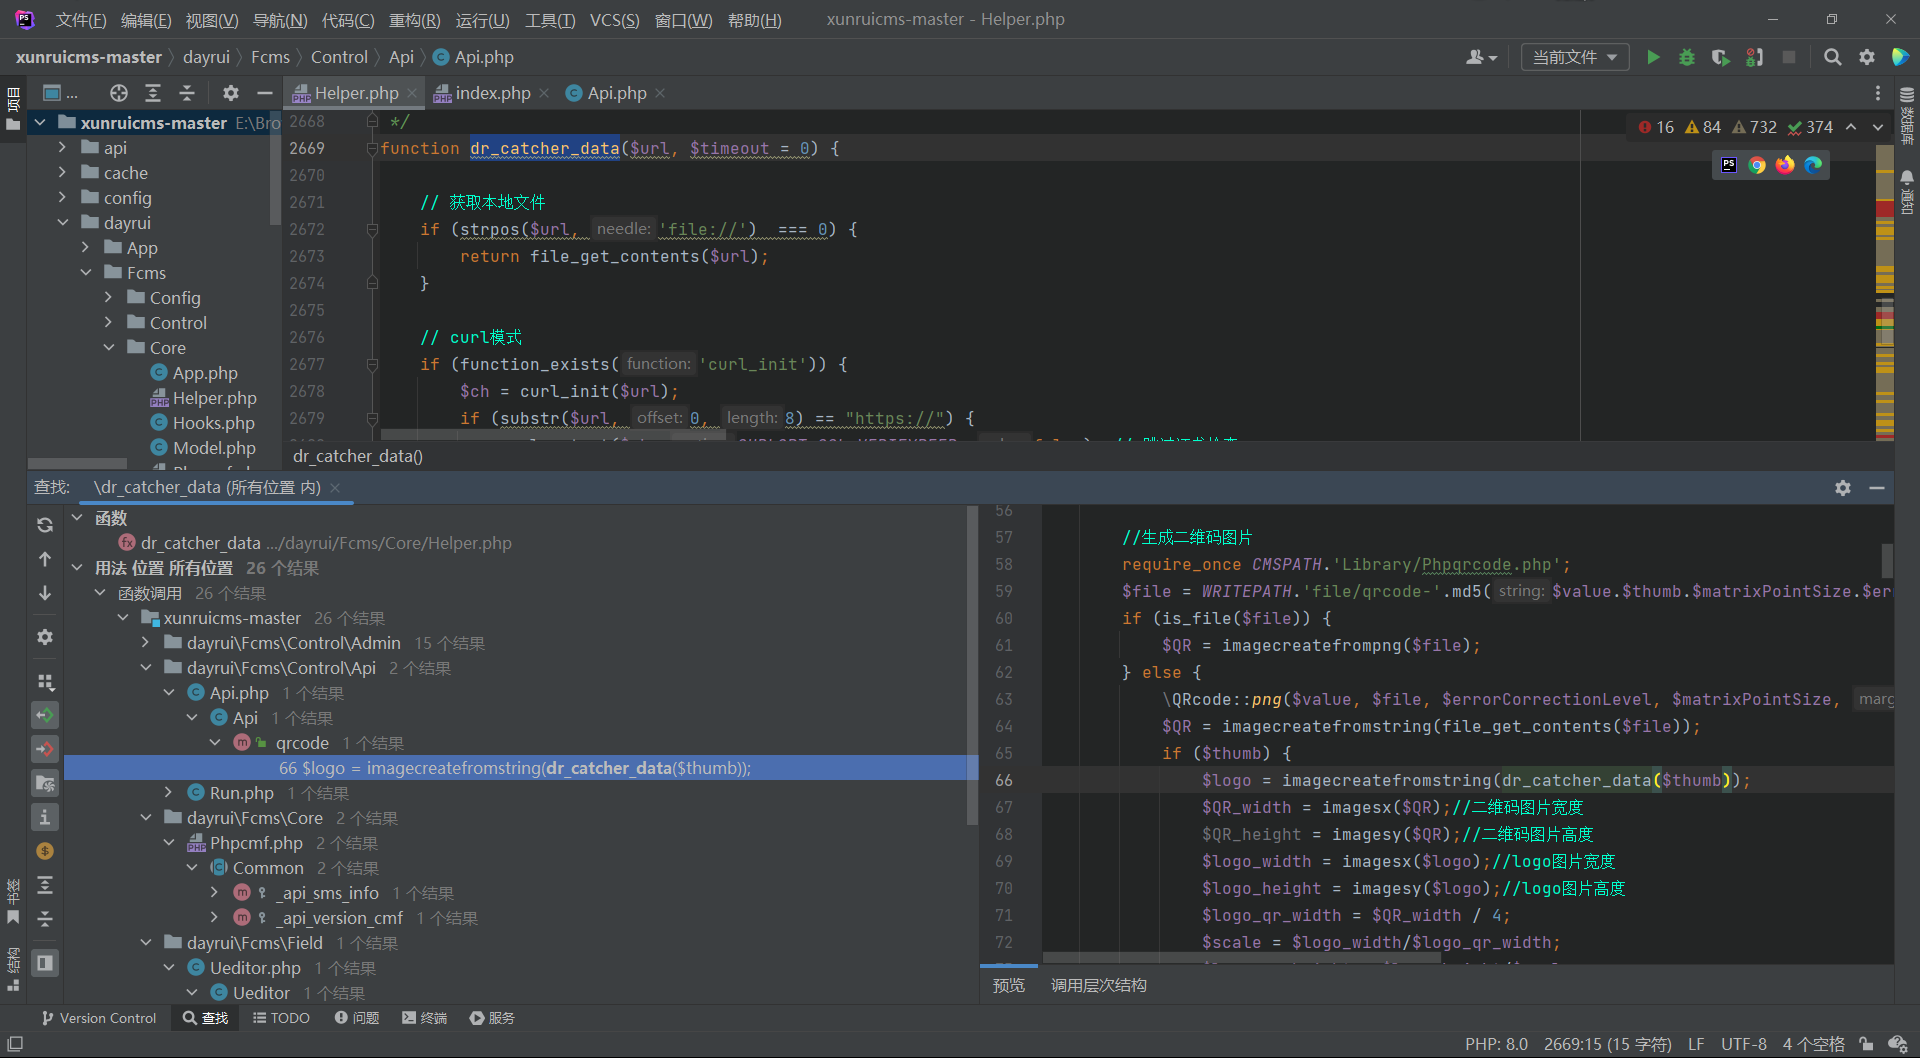 文件(F) 编辑(E) 视图(V) 导航(N) 代码(C) 重构(R) 运行(U) 工具(T) VCS(S) 窗口(W) 帮助(H) xunruicms-master - Helper.php
xunruicms-master 〉 dayrui 〉 Fcms 〉 Control 〉 Api 〉 Api.php
当前文件
项目
...
Helper.php
index.php
Api.php
数据库
通知
xunruicms-master E:\Bro
api
cache
config
dayrui
App
Fcms
Config
Control
Core
App.php
Helper.php
Hooks.php
Model.php
16 84 732 374
2668 */
2669 function dr_catcher_data($url, $timeout = 0) {
2670
2671 // 获取本地文件
2672 if (strpos($url, needle: 'file://') === 0) {
2673 return file_get_contents($url);
2674 }
2675
2676 // curl模式
2677 if (function_exists( function: 'curl_init')) {
2678 $ch = curl_init($url);
2679 if (substr($url, offset: 0, length: 8) == "https://") {
dr_catcher_data()
查找: \dr_catcher_data (所有位置 内)
函数
dr_catcher_data .../dayrui/Fcms/Core/Helper.php
用法 位置 所有位置 26 个结果
函数调用 26 个结果
xunruicms-master 26 个结果
dayrui\Fcms\Control\Admin 15 个结果
dayrui\Fcms\Control\Api 2 个结果
Api.php 1 个结果
Api 1 个结果
qrcode 1 个结果
66 $logo = imagecreatefromstring(dr_catcher_data($thumb));
Run.php 1 个结果
dayrui\Fcms\Core 2 个结果
Phpcmf.php 2 个结果
Common 2 个结果
_api_sms_info 1 个结果
_api_version_cmf 1 个结果
dayrui\Fcms\Field 1 个结果
Ueditor.php 1 个结果
Ueditor 1 个结果
56
57 //生成二维码图片
58 require_once CMSPATH.'Library/Phpqrcode.php';
59 $file = WRITEPATH.'file/qrcode-'.md5( string: $value.$thumb.$matrixPointSize.$er
60 if (is_file($file)) {
61 $QR = imagecreatefrompng($file);
62 } else {
63 \QRcode::png($value, $file, $errorCorrectionLevel, $matrixPointSize, marg
64 $QR = imagecreatefromstring(file_get_contents($file));
65 if ($thumb) {
66 $logo = imagecreatefromstring(dr_catcher_data($thumb));
67 $QR_width = imagesx($QR);//二维码图片宽度
68 $QR_height = imagesy($QR);//二维码图片高度
69 $logo_width = imagesx($logo);//logo图片宽度
70 $logo_height = imagesy($logo);//logo图片高度
71 $logo_qr_width = $QR_width / 4;
72 $scale = $logo_width/$logo_qr_width;
预览 调用层次结构
书签
结构
Version Control 查找 TODO 问题 终端 服务
PHP: 8.0 2669:15 (15 字符) LF UTF-8 4 个空格